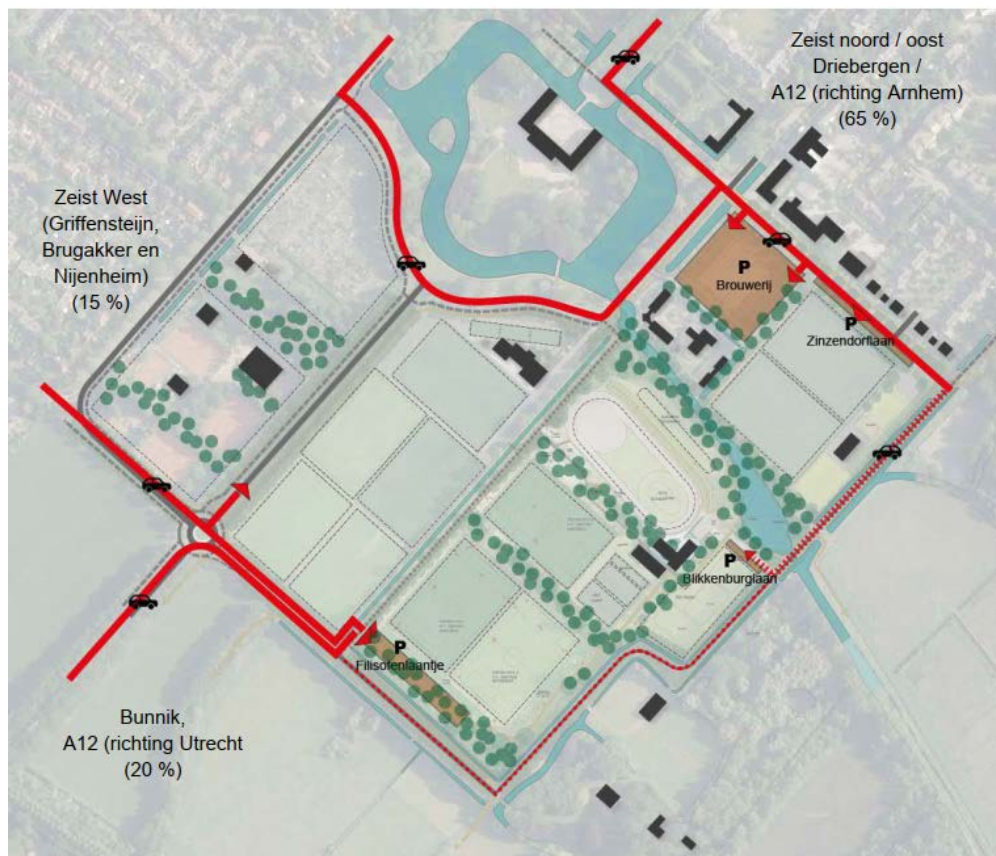 Zeist noord / oost
Driebergen /
A12 (richting Arnhem)
(65 %)
Zeist West
(Griffensteijn,
Brugakker en
Nijenheim)
(15 %)
P
Brouwerij
P
Zinzendorflaan
P
Blikkenburglaan
P
Filisofenlaantje
Bunnik,
A12 (richting Utrecht
(20 %)